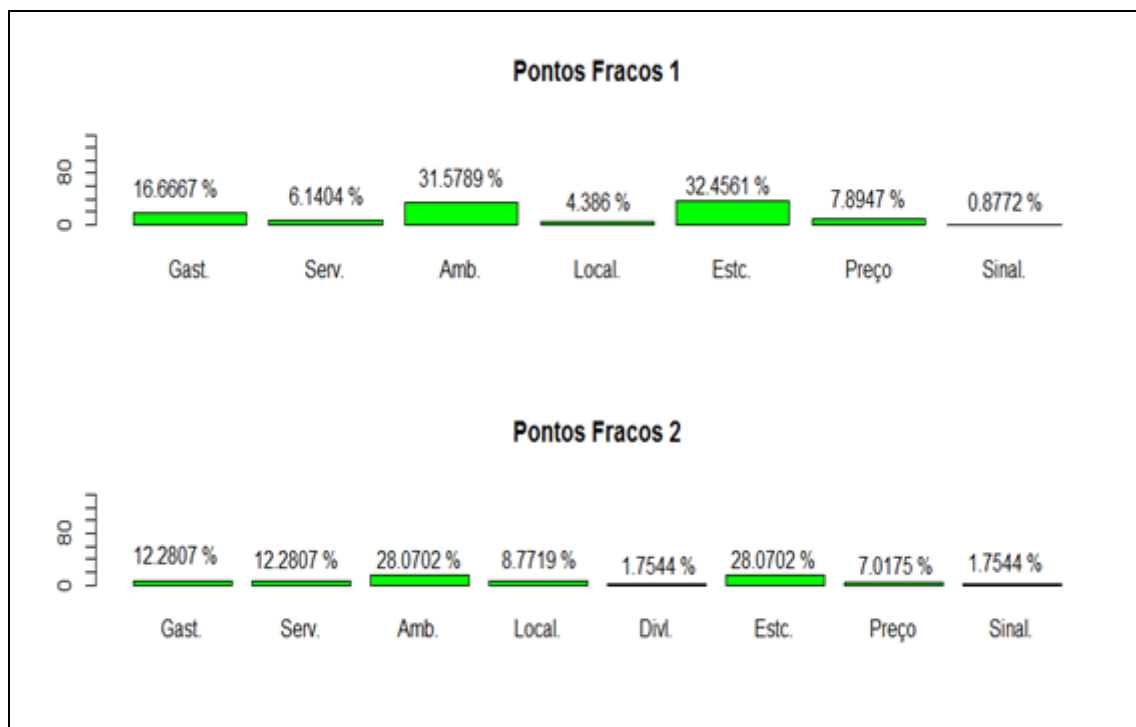 Pontos Fracos 1
80
0
16.6667 % 6.1404 % 31.5789 % 4.386 % 32.4561 % 7.8947 % 0.8772 %
Gast. Serv. Amb. Local. Estc. Preço Sinal.
Pontos Fracos 2
80
0
12.2807 % 12.2807 % 28.0702 % 8.7719 % 1.7544 % 28.0702 % 7.0175 % 1.7544 %
Gast. Serv. Amb. Local. Divl. Estc. Preço Sinal.